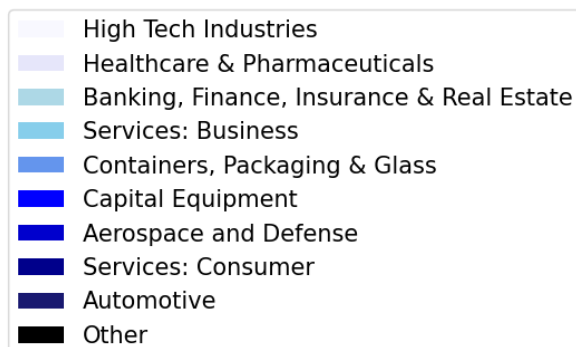 High Tech Industries
Healthcare & Pharmaceuticals
Banking, Finance, Insurance & Real Estate
Services: Business
Containers, Packaging & Glass
Capital Equipment
Aerospace and Defense
Services: Consumer
Automotive
Other